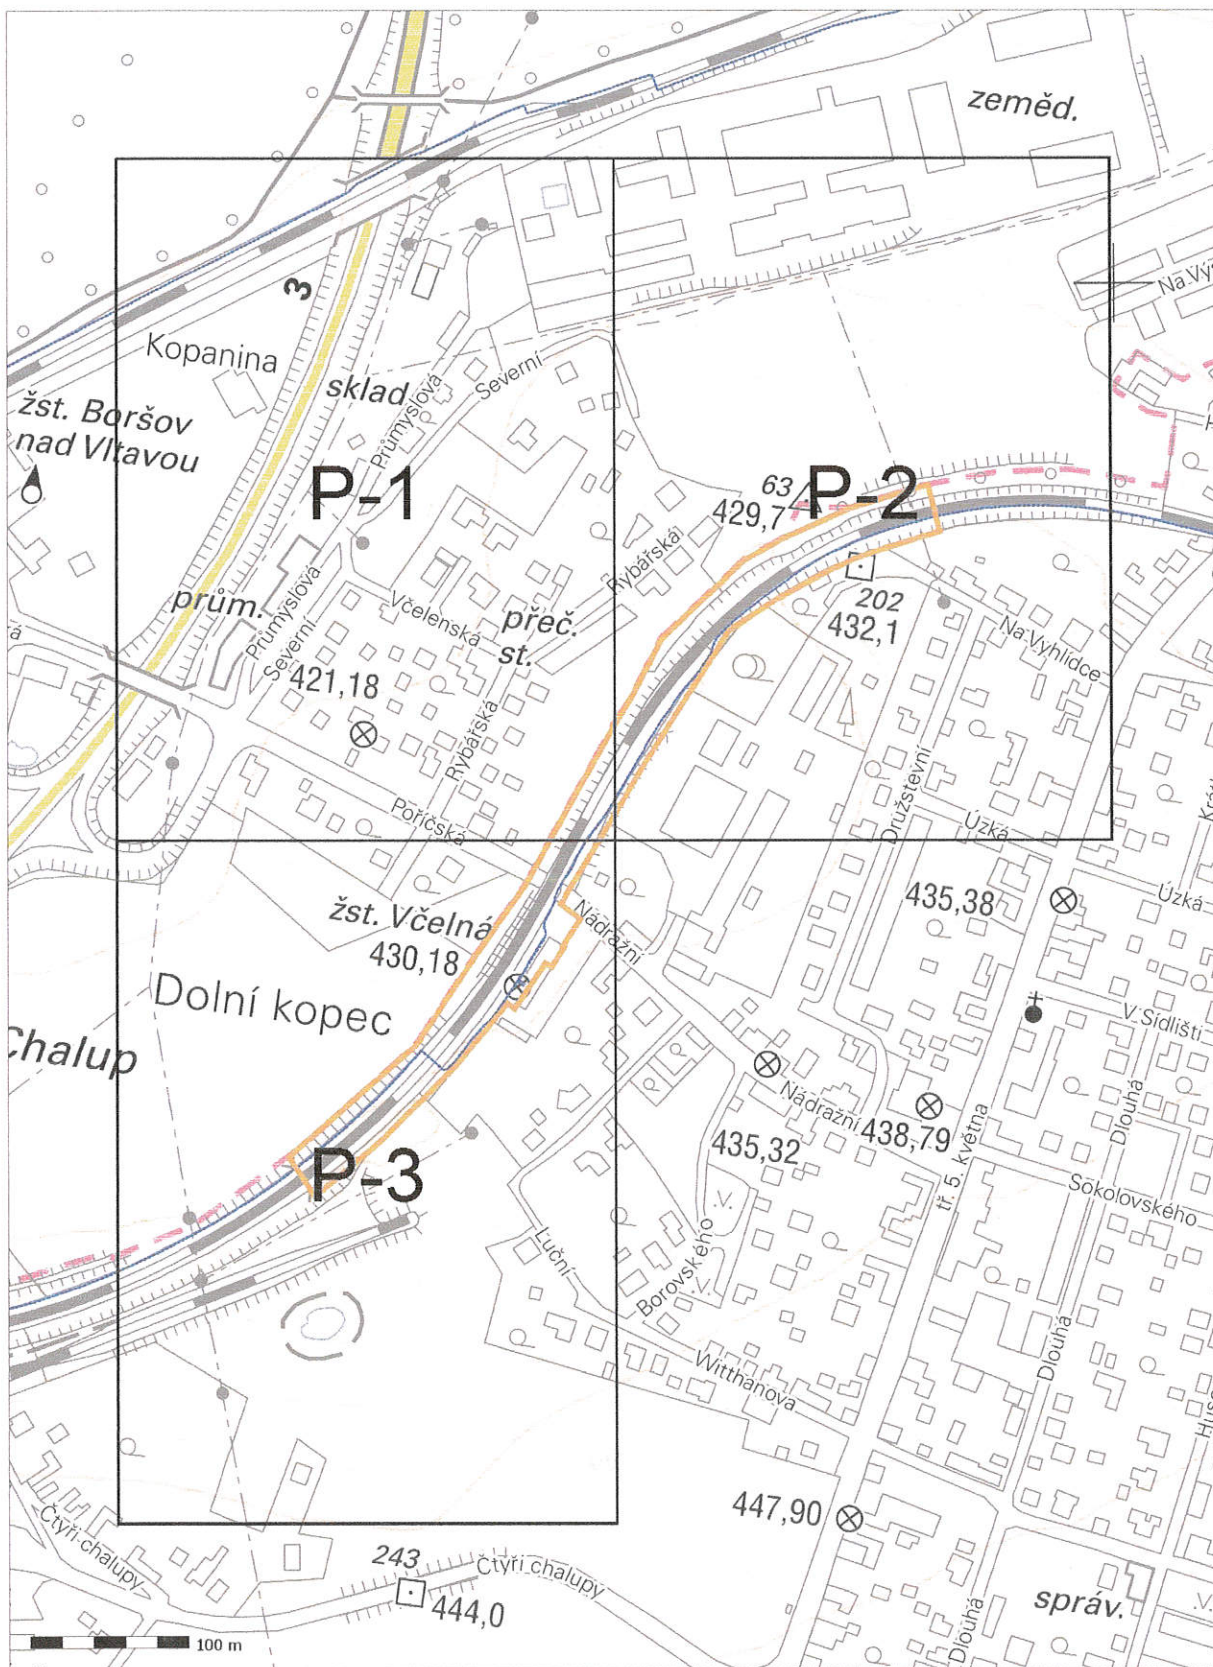 zeměd.
3
Na Vý
Kopanina
sklad
Severní
Průmyslová
žst. Boršov
nad Vltavou
P-1
63
P-2
429,7
Rybářská
prům.
Průmyslová
Severní
Včelenská
přeč.
st.
202
432,1
Na Vyhlídce
421,18
Rybářská
Poříčská
Družstevní
Úzká
žst. Včelná
430,18
Nádražní
435,38
Úzká
Dolní kopec
V Sídlišti
Chalup
Nádražní
438,79
435,32
tř. 5. května
Dlouhá
P-3
Sokolovského
Luční
Borovského
Witthanova
Dlouhá
447,90
Čtyři chalupy
243
444,0
Čtyři chalupy
správ.
Dlouhá
100 m